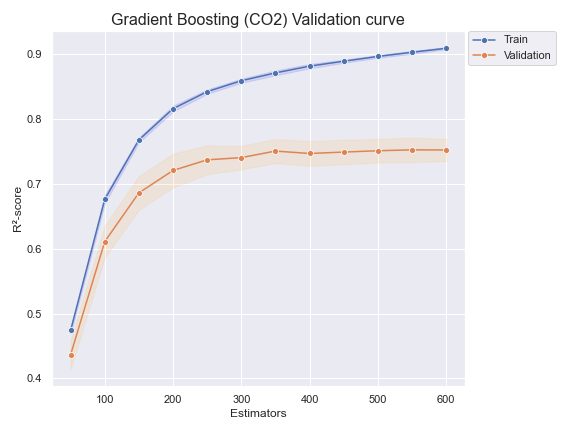 Gradient Boosting (CO2) Validation curve
Train
Validation
R²-score
0.9
0.8
0.7
0.6
0.5
0.4
100 200 300 400 500 600
Estimators